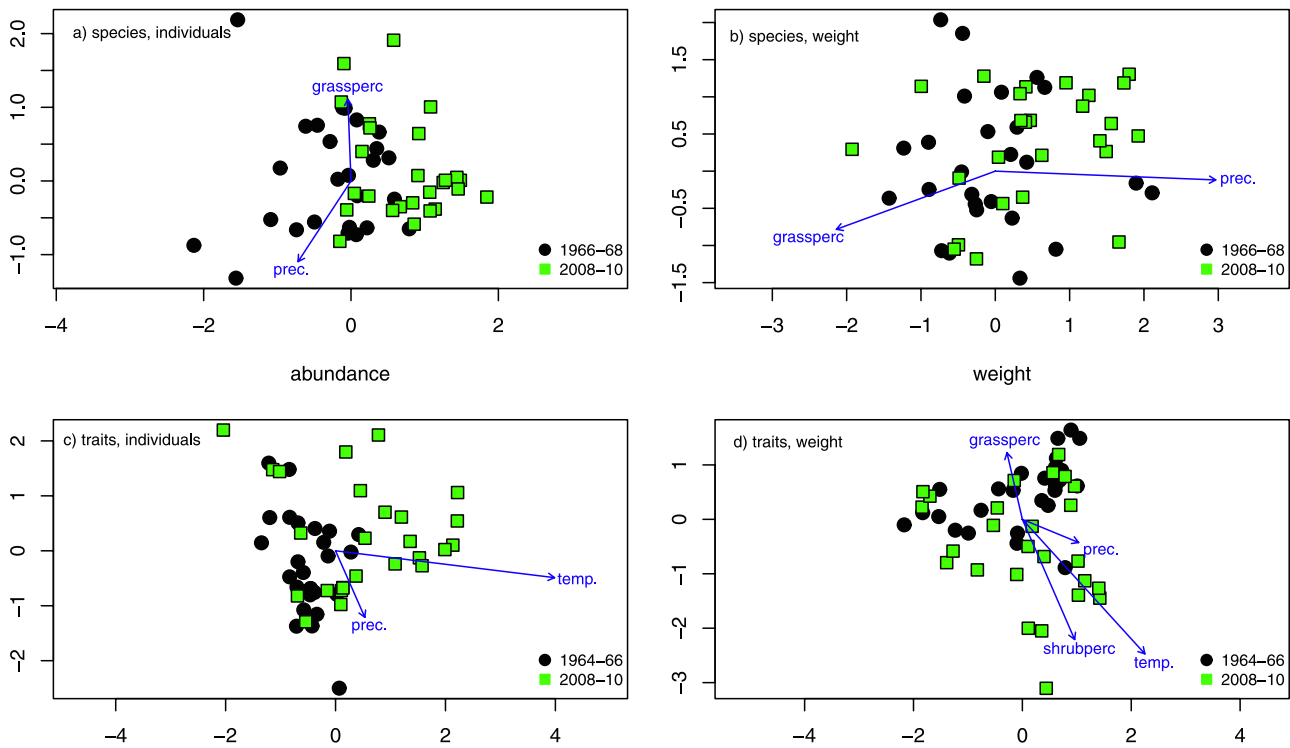 a) species, individuals
grassperc
prec.
1966−68
2008−10
2.0
1.0
0.0
−1.0
−4
−2
0
2
abundance
b) species, weight
prec.
grassperc
1966−68
2008−10
1.5
0.5
−0.5
−1.5
−3
−2
−1
0
1
2
3
weight
c) traits, individuals
temp.
prec.
1964−66
2008−10
2
1
0
−1
−2
−4
−2
0
2
4
d) traits, weight
grassperc
prec.
shrubperc
temp.
1964−66
2008−10
1
0
−1
−2
−3
−4
−2
0
2
4